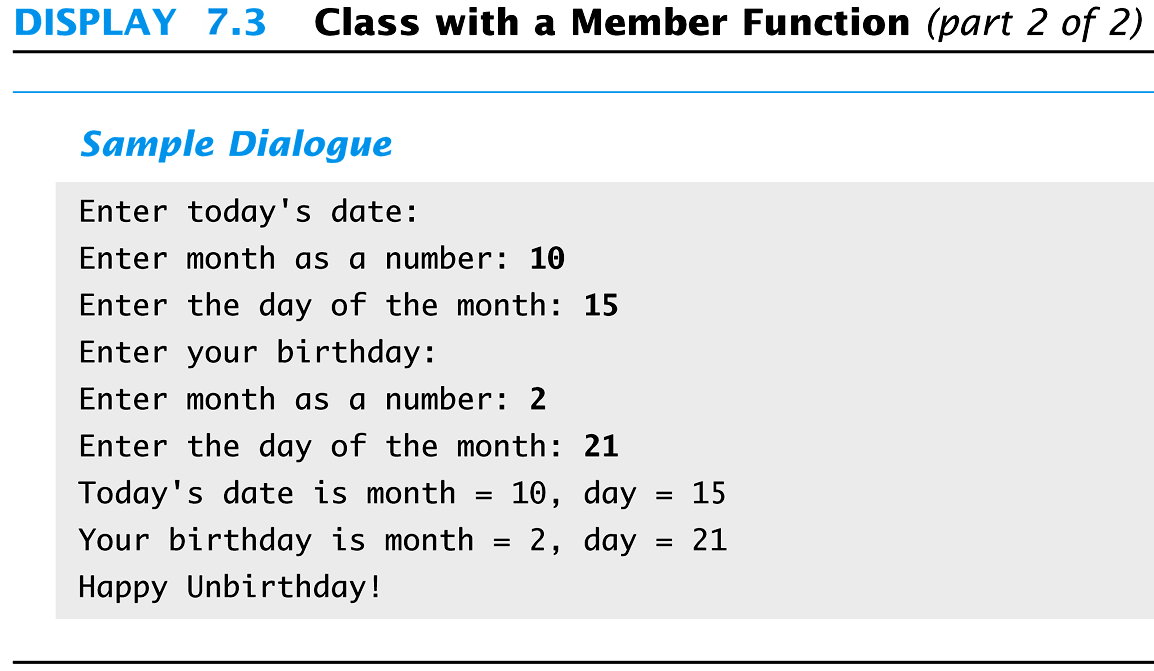 DISPLAY 7.3 Class with a Member Function (part 2 of 2)
Sample Dialogue
Enter today's date:
Enter month as a number: 10
Enter the day of the month: 15
Enter your birthday:
Enter month as a number: 2
Enter the day of the month: 21
Today's date is month = 10, day = 15
Your birthday is month = 2, day = 21
Happy Unbirthday!